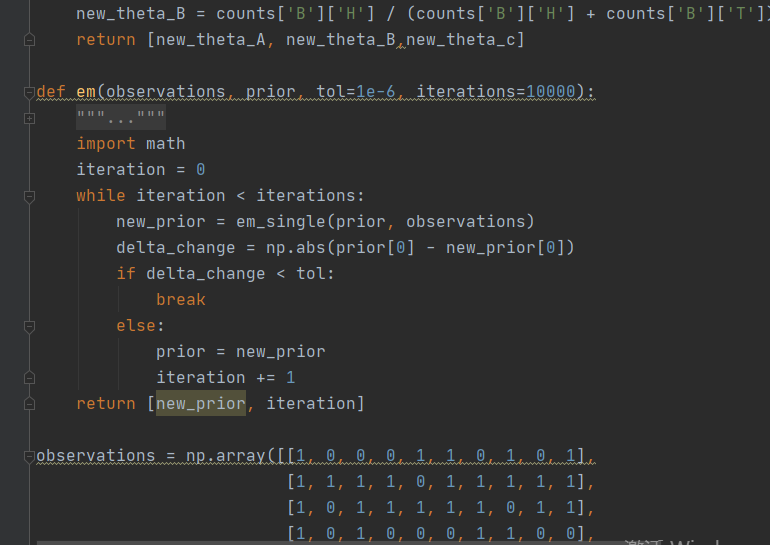 new_theta_B = counts['B']['H'] / (counts['B']['H'] + counts['B']['T'])
return [new_theta_A, new_theta_B,new_theta_c]
def em(observations, prior, tol=1e-6, iterations=10000):
"""..."""
import math
iteration = 0
while iteration < iterations:
new_prior = em_single(prior, observations)
delta_change = np.abs(prior[0] - new_prior[0])
if delta_change < tol:
break
else:
prior = new_prior
iteration += 1
return [new_prior, iteration]
observations = np.array([[1, 0, 0, 0, 1, 1, 0, 1, 0, 1],
[1, 1, 1, 1, 0, 1, 1, 1, 1, 1],
[1, 0, 1, 1, 1, 1, 1, 0, 1, 1],
[1, 0, 1, 0, 0, 0, 1, 1, 0, 0],